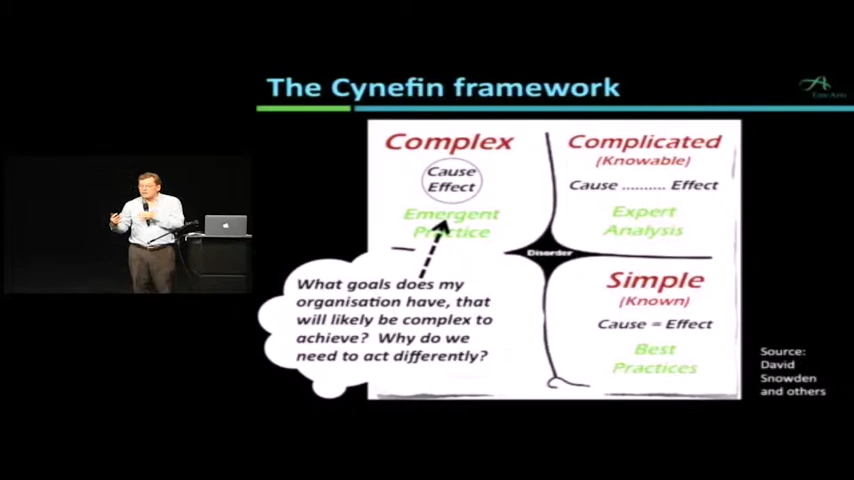 The Cynefin framework
Complex
Cause
Effect
Emergent
Practice
Complicated
(Knowable)
Cause .......... Effect
Expert
Analysis
Disorder
What goals does my
organisation have, that
will likely be complex to
achieve? Why do we
need to act differently?
Simple
(Known)
Cause = Effect
Best
Practices
Source:
David
Snowden
and others